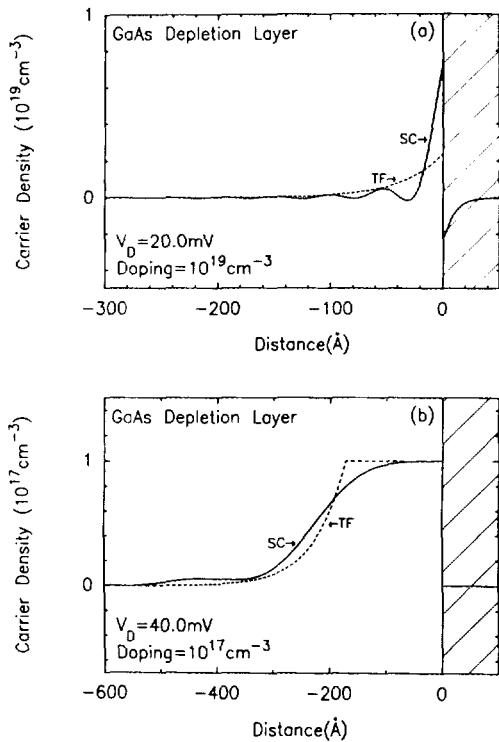 GaAs Depletion Layer
(a)
Carrier Density (10¹⁹cm⁻³)
1
0
SC→
TF→
V_D=20.0mV
Doping=10¹⁹cm⁻³
−300
−200
−100
0
Distance(Å)
GaAs Depletion Layer
(b)
Carrier Density (10¹⁷cm⁻³)
1
0
SC→
←TF
V_D=40.0mV
Doping=10¹⁷cm⁻³
−600
−400
−200
0
Distance(Å)